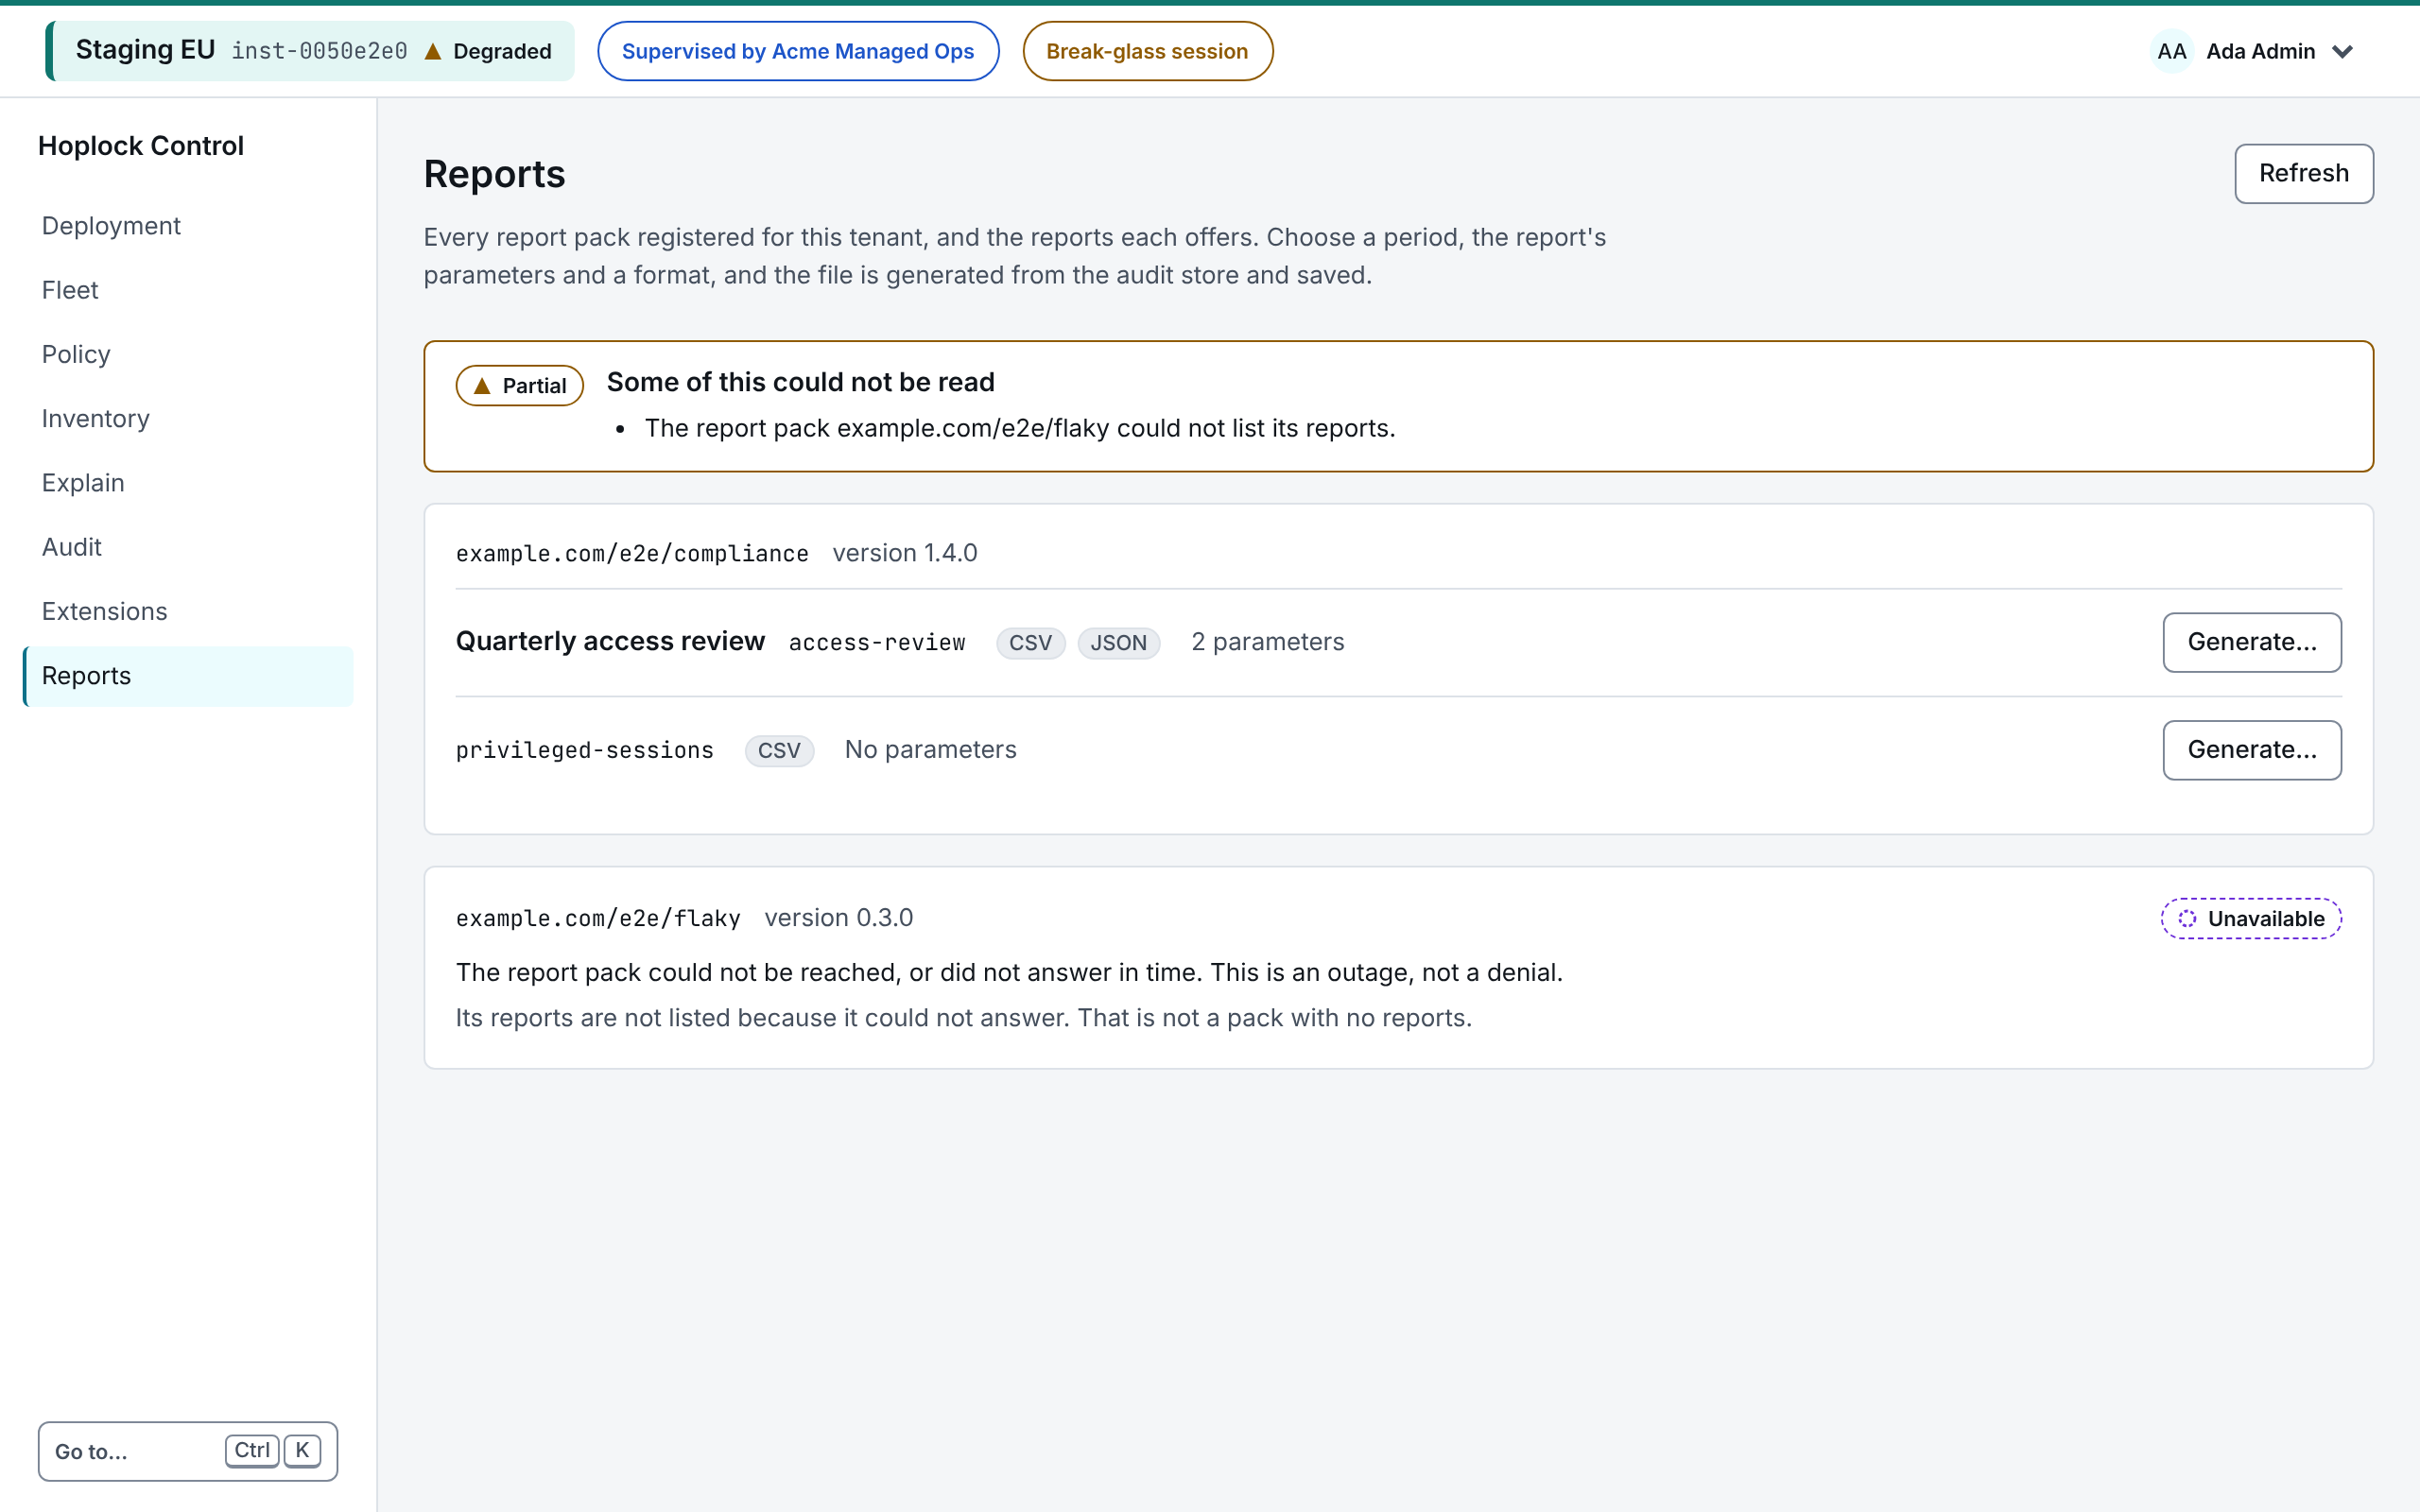 Staging EU inst-0050e2e0 Degraded
Supervised by Acme Managed Ops
Break-glass session
AA Ada Admin
Hoplock Control
Deployment
Fleet
Policy
Inventory
Explain
Audit
Extensions
Reports
Go to... Ctrl K
Reports
Refresh
Every report pack registered for this tenant, and the reports each offers. Choose a period, the report's
parameters and a format, and the file is generated from the audit store and saved.
Partial
Some of this could not be read
• The report pack example.com/e2e/flaky could not list its reports.
example.com/e2e/compliance version 1.4.0
Quarterly access review access-review CSV JSON 2 parameters Generate...
privileged-sessions CSV No parameters Generate...
example.com/e2e/flaky version 0.3.0 Unavailable
The report pack could not be reached, or did not answer in time. This is an outage, not a denial.
Its reports are not listed because it could not answer. That is not a pack with no reports.